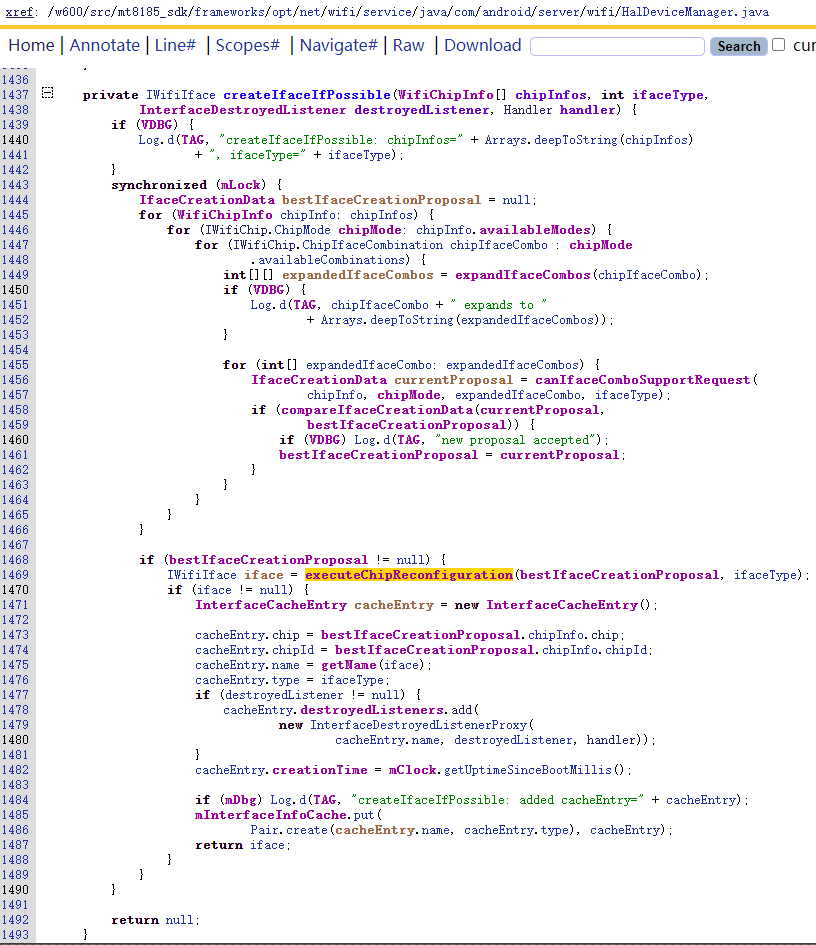 xref: /w600/src/mt8185_sdk/frameworks/opt/net/wifi/service/java/com/android/server/wifi/HalDeviceManager.java
Home | Annotate | Line# | Scopes# | Navigate# | Raw | Download Search cur
1436
1437 private IWifiIface createIfaceIfPossible(WifiChipInfo[] chipInfos, int ifaceType,
1438 InterfaceDestroyedListener destroyedListener, Handler handler) {
1439 if (VDBG) {
1440 Log.d(TAG, "createIfaceIfPossible: chipInfos=" + Arrays.deepToString(chipInfos)
1441 + ", ifaceType=" + ifaceType);
1442 }
1443 synchronized (mLock) {
1444 IfaceCreationData bestIfaceCreationProposal = null;
1445 for (WifiChipInfo chipInfo: chipInfos) {
1446 for (IWifiChip.ChipMode chipMode: chipInfo.availableModes) {
1447 for (IWifiChip.ChipIfaceCombination chipIfaceCombo : chipMode
1448 .availableCombinations) {
1449 int[][] expandedIfaceCombos = expandIfaceCombos(chipIfaceCombo);
1450 if (VDBG) {
1451 Log.d(TAG, chipIfaceCombo + " expands to "
1452 + Arrays.deepToString(expandedIfaceCombos));
1453 }
1454
1455 for (int[] expandedIfaceCombo: expandedIfaceCombos) {
1456 IfaceCreationData currentProposal = canIfaceComboSupportRequest(
1457 chipInfo, chipMode, expandedIfaceCombo, ifaceType);
1458 if (compareIfaceCreationData(currentProposal,
1459 bestIfaceCreationProposal)) {
1460 if (VDBG) Log.d(TAG, "new proposal accepted");
1461 bestIfaceCreationProposal = currentProposal;
1462 }
1463 }
1464 }
1465 }
1466 }
1467
1468 if (bestIfaceCreationProposal != null) {
1469 IWifiIface iface = executeChipReconfiguration(bestIfaceCreationProposal, ifaceType);
1470 if (iface != null) {
1471 InterfaceCacheEntry cacheEntry = new InterfaceCacheEntry();
1472
1473 cacheEntry.chip = bestIfaceCreationProposal.chipInfo.chip;
1474 cacheEntry.chipId = bestIfaceCreationProposal.chipInfo.chipId;
1475 cacheEntry.name = getName(iface);
1476 cacheEntry.type = ifaceType;
1477 if (destroyedListener != null) {
1478 cacheEntry.destroyedListeners.add(
1479 new InterfaceDestroyedListenerProxy(
1480 cacheEntry.name, destroyedListener, handler));
1481 }
1482 cacheEntry.creationTime = mClock.getUptimeSinceBootMillis();
1483
1484 if (mDbg) Log.d(TAG, "createIfaceIfPossible: added cacheEntry=" + cacheEntry);
1485 mInterfaceInfoCache.put(
1486 Pair.create(cacheEntry.name, cacheEntry.type), cacheEntry);
1487 return iface;
1488 }
1489 }
1490 }
1491
1492 return null;
1493 }